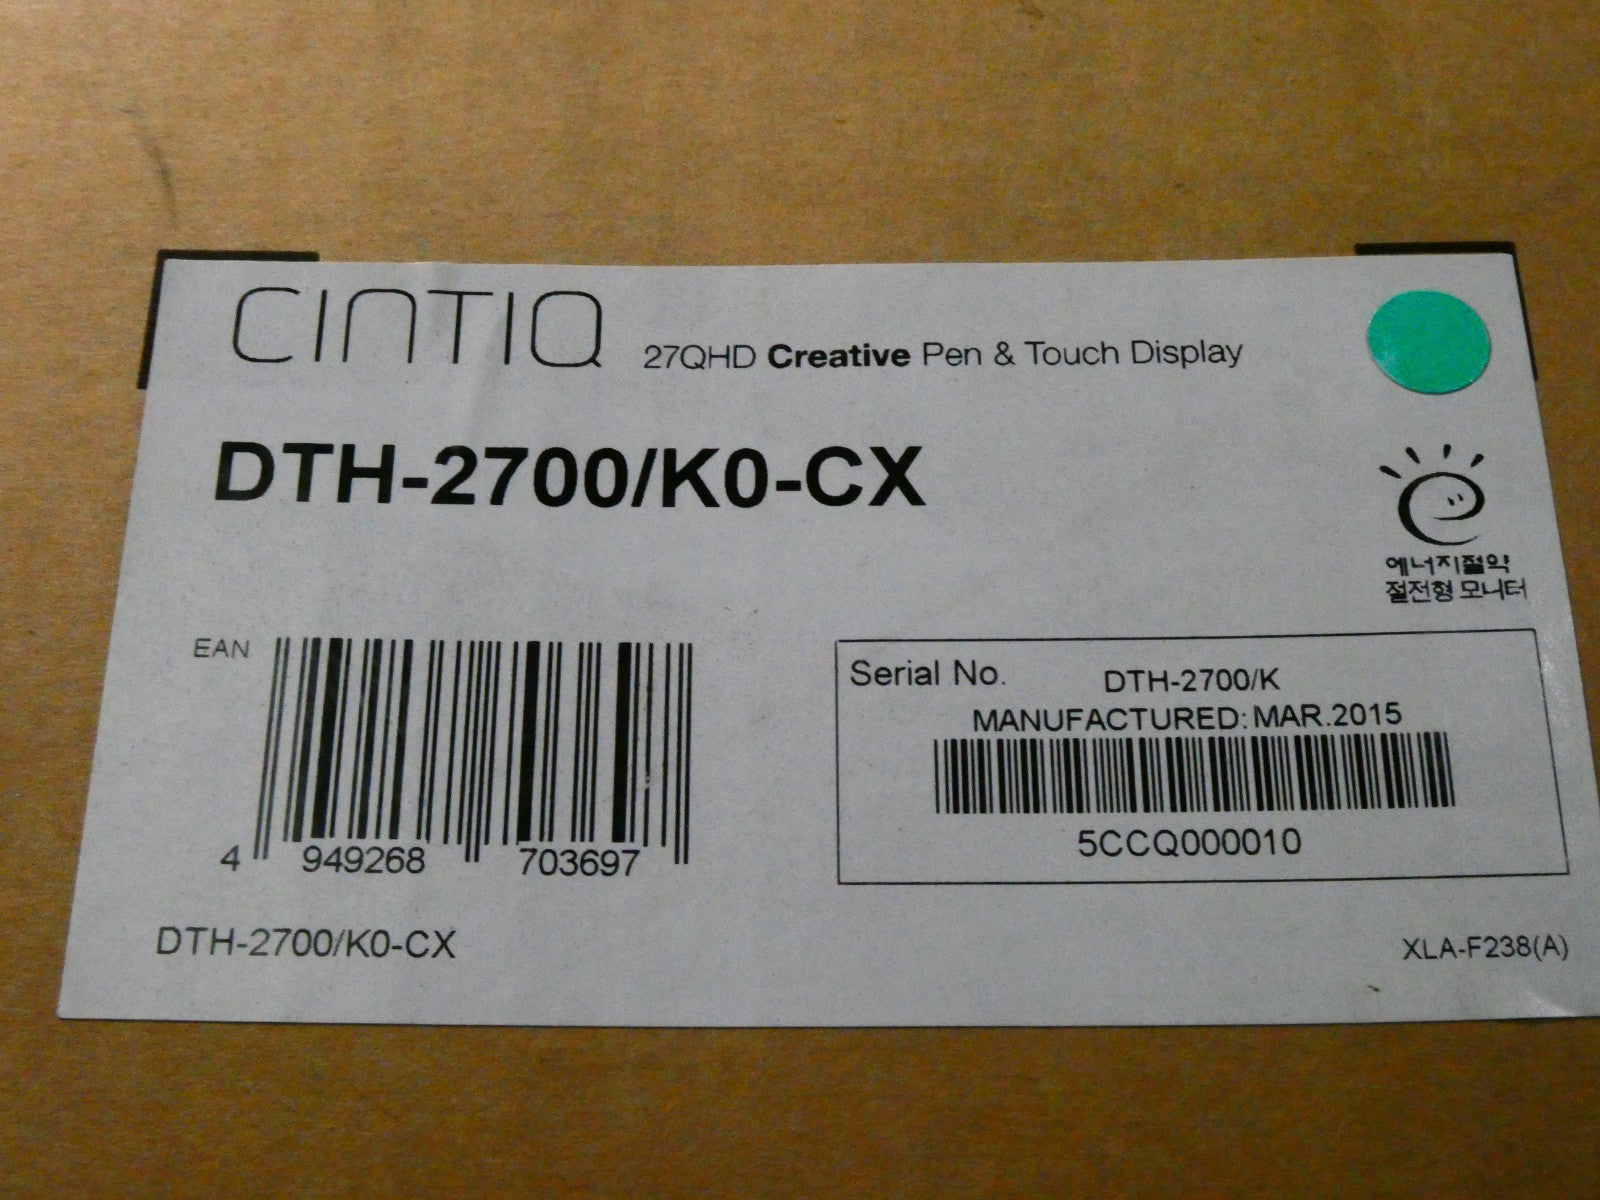 CINTIQ 27QHD Creative Pen & Touch Display
DTH-2700/K0-CX
에너지절약
절전형 모니터
EAN
4 949268 703697
DTH-2700/K0-CX
Serial No. DTH-2700/K
MANUFACTURED: MAR.2015
5CCQ000010
XLA-F238(A)